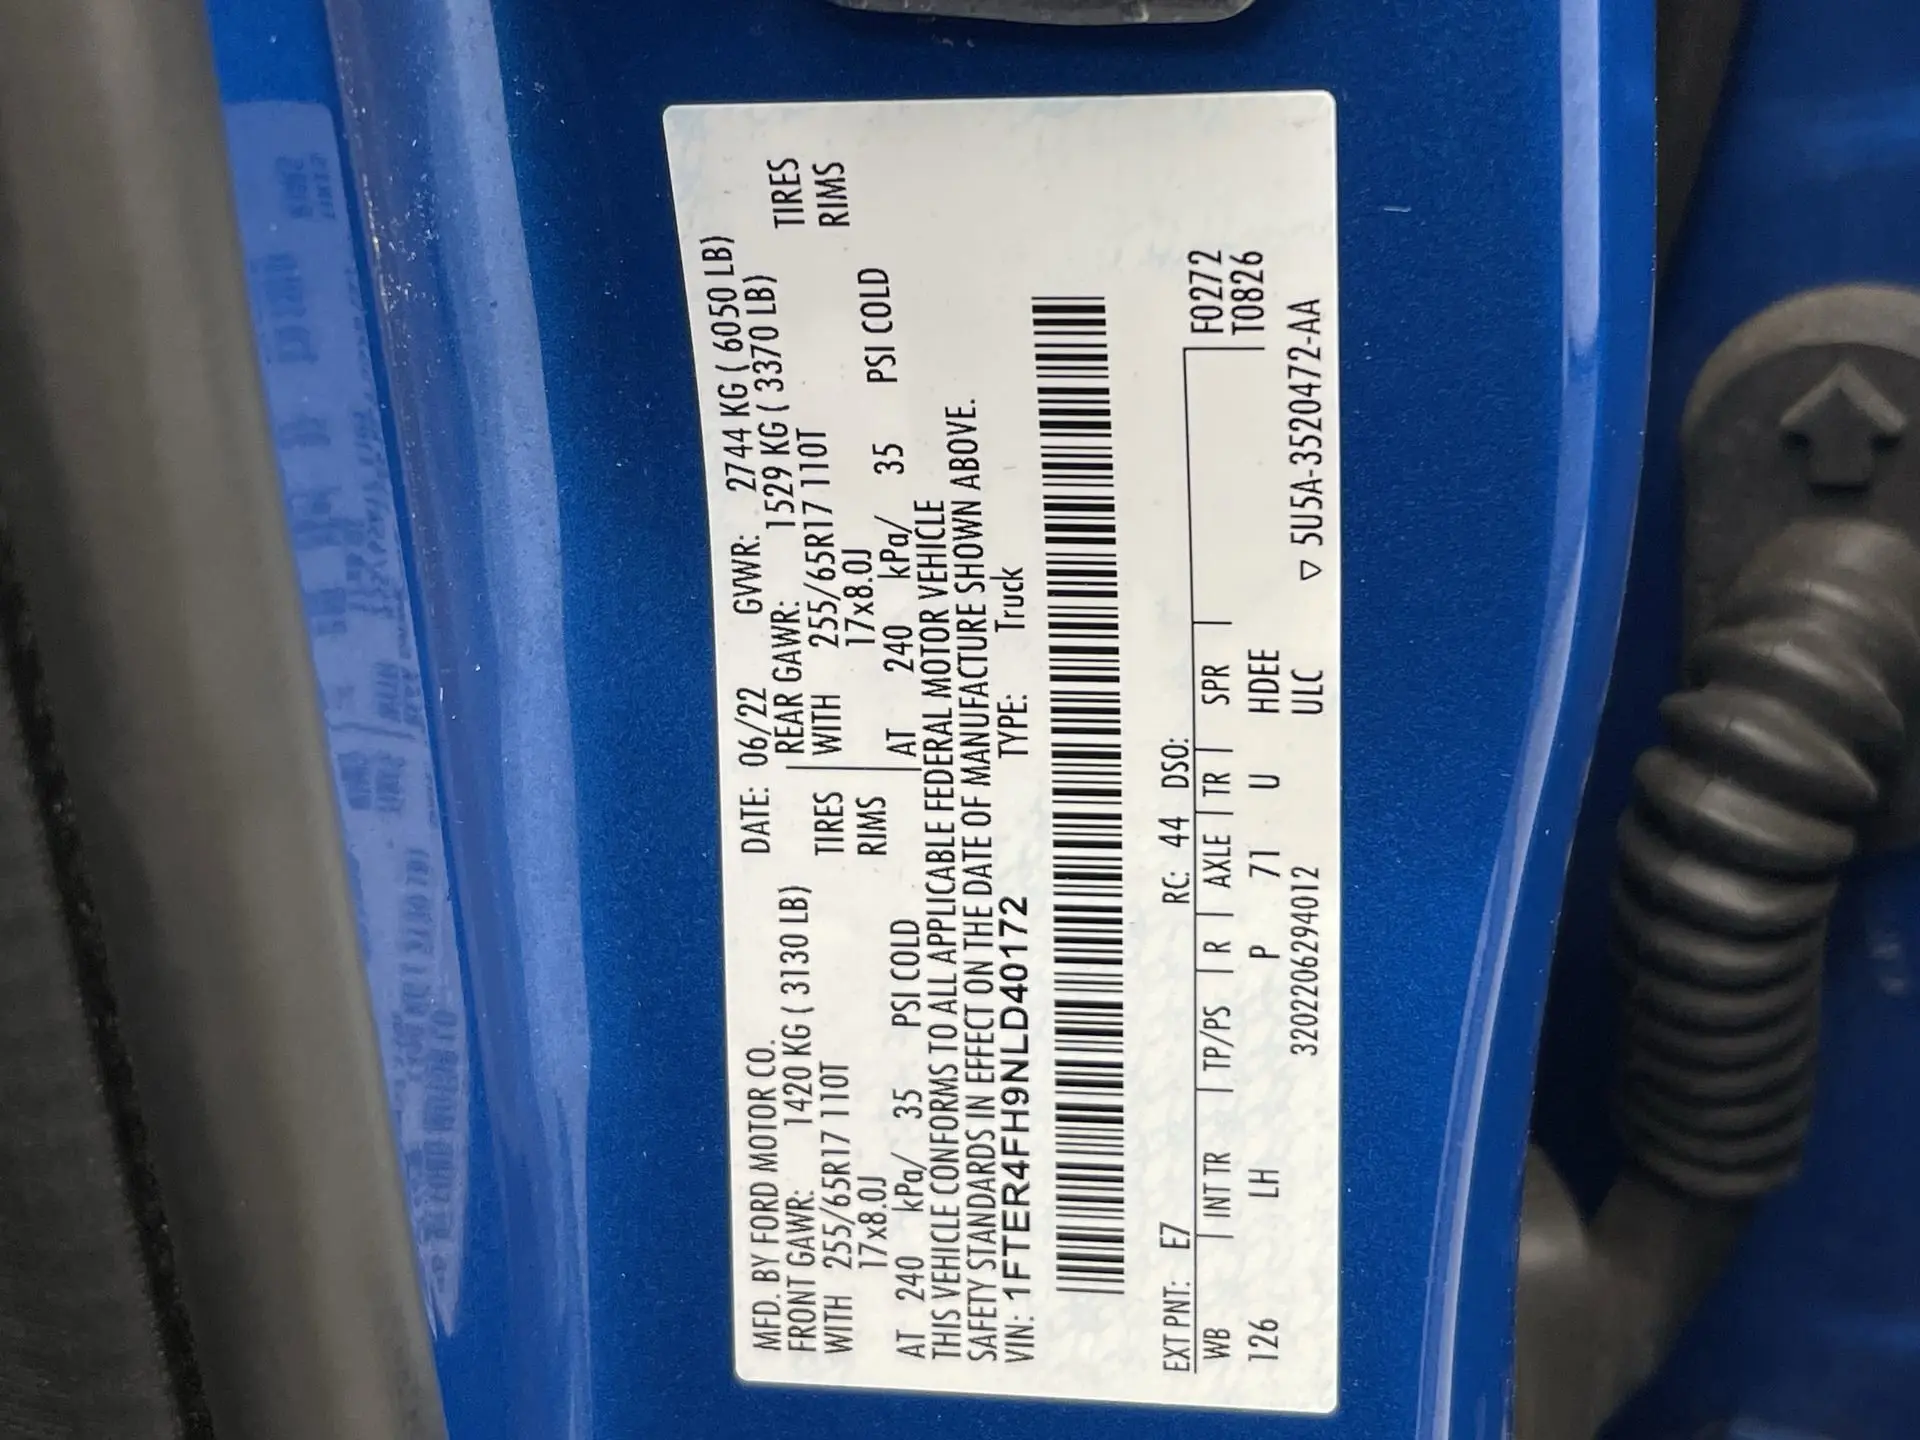 MFD. BY FORD MOTOR CO. DATE: 06/22 GVWR: 2744 KG ( 6050 LB)
FRONT GAWR: 1420 KG ( 3130 LB) REAR GAWR: 1529 KG ( 3370 LB)
WITH 255/65R17 110T TIRES WITH 255/65R17 110T TIRES
17x8.0J RIMS 17x8.0J RIMS
AT 240 kPa/ 35 PSI COLD AT 240 kPa/ 35 PSI COLD
THIS VEHICLE CONFORMS TO ALL APPLICABLE FEDERAL MOTOR VEHICLE
SAFETY STANDARDS IN EFFECT ON THE DATE OF MANUFACTURE SHOWN ABOVE.
VIN: 1FTER4FH9NLD40172 TYPE: Truck
EXT PNT: E7 RC: 44 DSO: F0272
WB INT TR TP/PS R AXLE TR SPR T0826
126 LH P 71 U HDEE
3202206294012 ULC ▽ 5U5A-3520472-AA